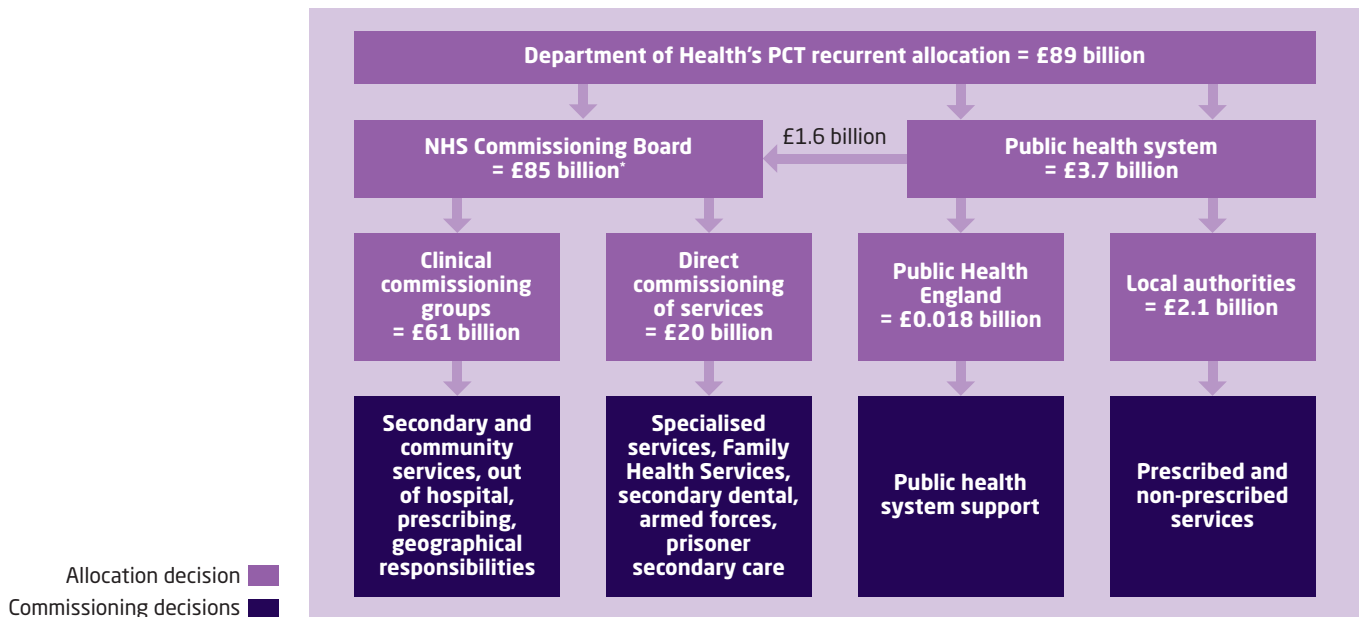 Department of Health's PCT recurrent allocation = £89 billion
NHS Commissioning Board
= £85 billion*
£1.6 billion
Public health system
= £3.7 billion
Clinical
commissioning
groups
= £61 billion
Direct
commissioning
of services
= £20 billion
Public Health
England
= £0.018 billion
Local authorities
= £2.1 billion
Secondary and
community
services, out
of hospital,
prescribing,
geographical
responsibilities
Specialised
services, Family
Health Services,
secondary dental,
armed forces,
prisoner
secondary care
Public health
system support
Prescribed and
non-prescribed
services
Allocation decision
Commissioning decisions